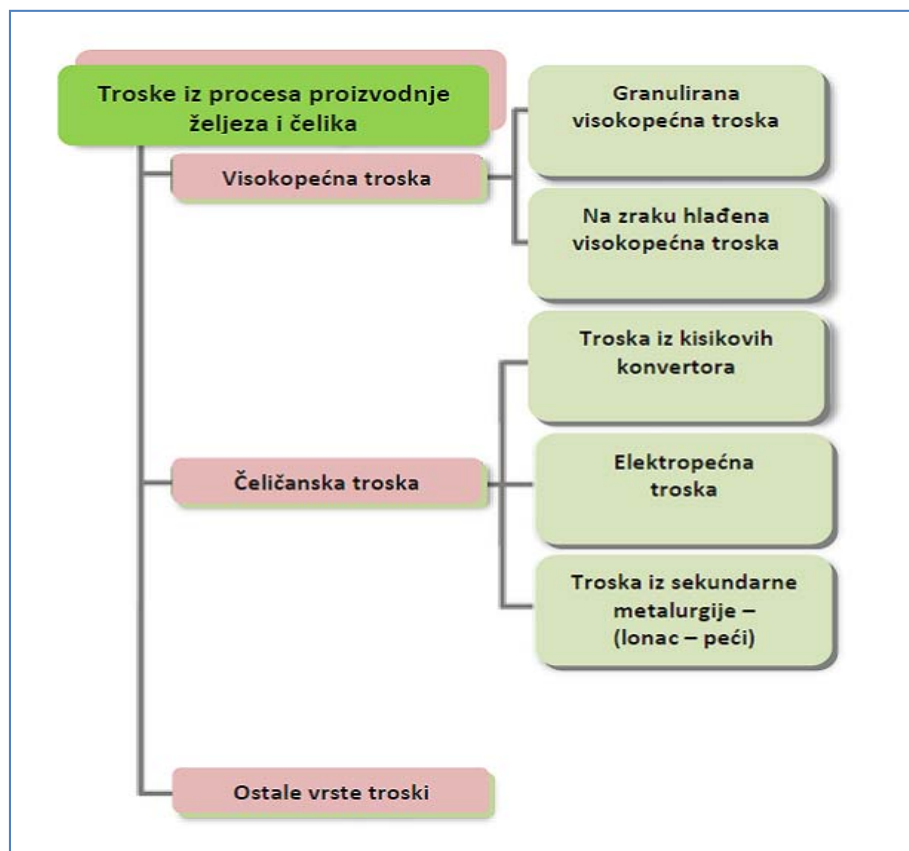 Troske iz procesa proizvodnje
željeza i čelika
Visokopećna troska
Granulirana
visokopećna troska
Na zraku hlađena
visokopećna troska
Čeličanska troska
Troska iz kisikovih
konvertora
Elektropećna
troska
Troska iz sekundarne
metalurgije –
(lonac – peći)
Ostale vrste troski